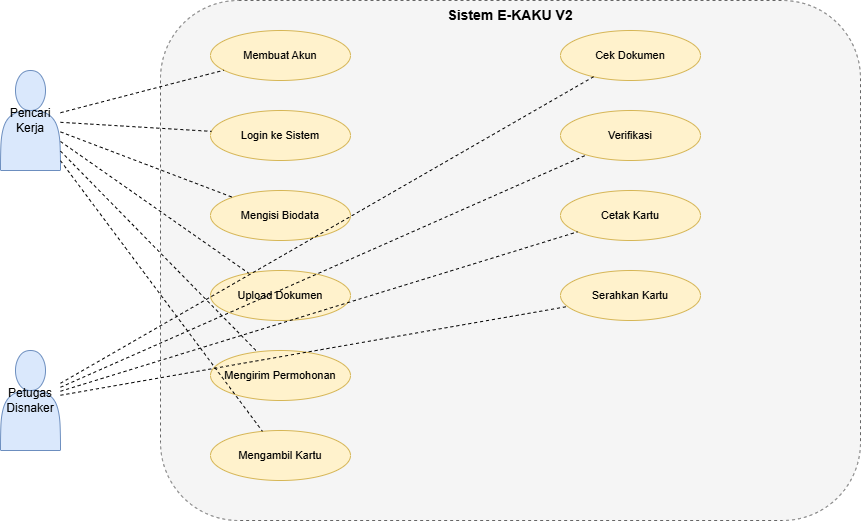 Sistem E-KAKU V2
Membuat Akun
Cek Dokumen
Pencari
Kerja
Login ke Sistem
Verifikasi
Mengisi Biodata
Cetak Kartu
Upload Dokumen
Serahkan Kartu
Mengirim Permohonan
Petugas
Disnaker
Mengambil Kartu